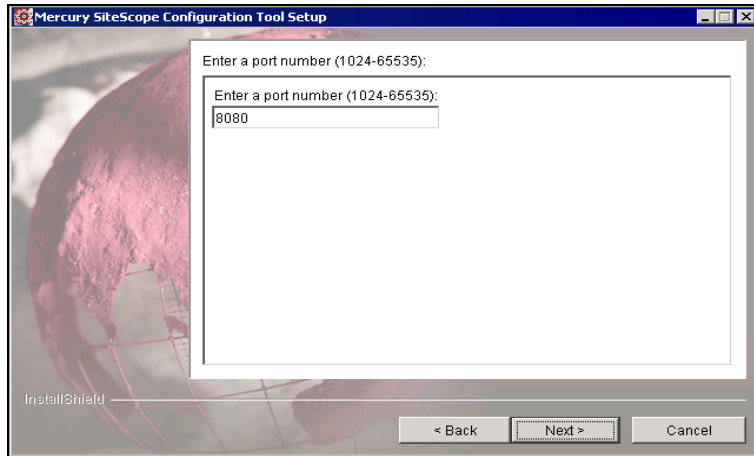 Mercury SiteScope Configuration Tool Setup
Enter a port number (1024-65535):
Enter a port number (1024-65535):
8080
InstallShield
< Back
Next >
Cancel